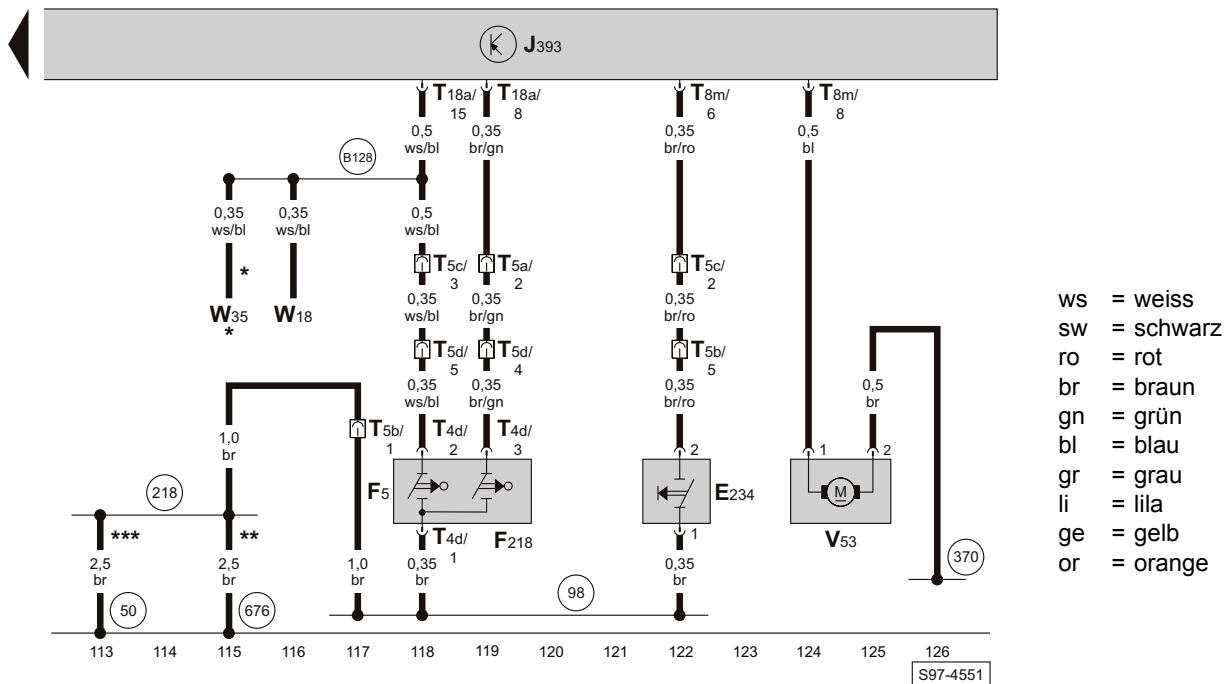 J393
T18a/ T18a/ T8m/ T8m/
15 8 6 8
0,5 0,35 0,35 0,5
ws/bl br/gn br/ro bl
B128
0,35 0,35 0,5
ws/bl ws/bl ws/bl
*
T5c/ T5a/ T5c/
3 2 2
W35 W18
*
0,35 0,35 0,35
ws/bl br/gn br/ro
T5d/ T5d/ T5b/
5 4 5
0,35 0,35 0,35 0,5
ws/bl br/gn br/ro br
T5b/ T4d/ T4d/
1 2 3 2 1 2
1,0
br
F5 E234 M
218
*** ** T4d/ F218 1 V53
1
2,5 2,5 1,0 0,35 0,35
br br br br br
370
50 676 98
113 114 115 116 117 118 119 120 121 122 123 124 125 126
S97-4551
ws = weiss
sw = schwarz
ro = rot
br = braun
gn = grün
bl = blau
gr = grau
li = lila
ge = gelb
or = orange